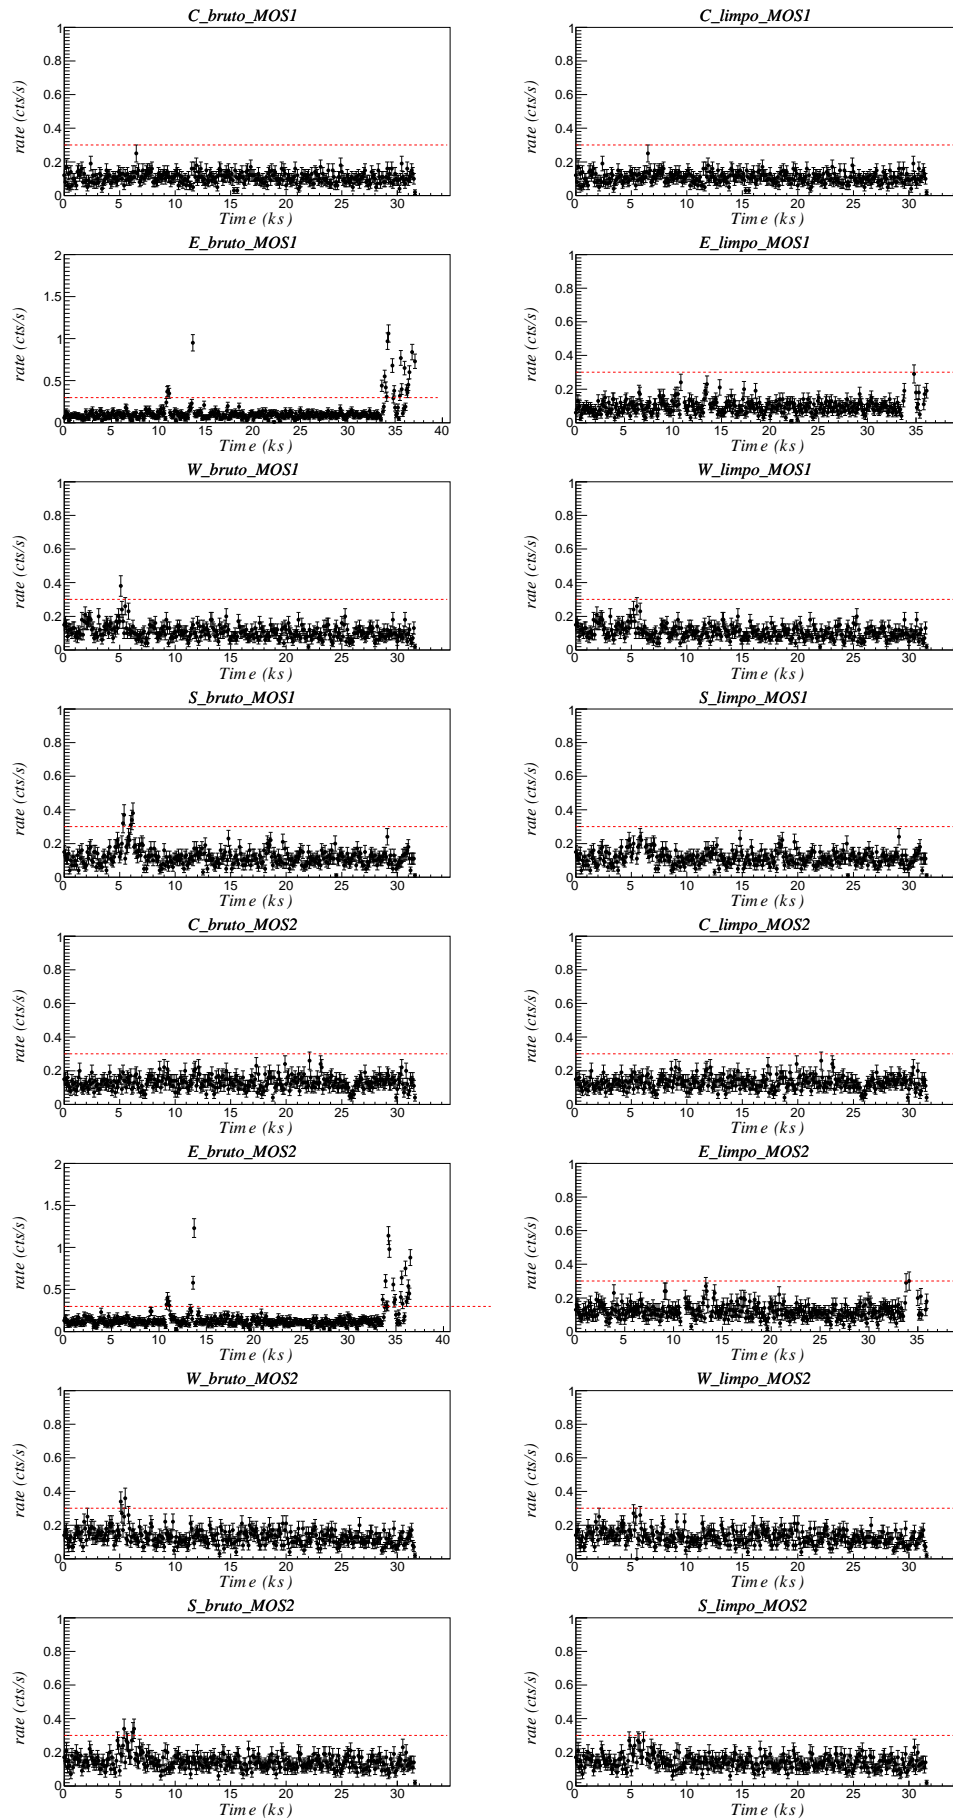 C_bruto_MOS1
C_limpo_MOS1
rate (cts/s)
1
0.8
0.6
0.4
0.2
0
0 5 10 15 20 25 30
Time (ks)
rate (cts/s)
1
0.8
0.6
0.4
0.2
0
0 5 10 15 20 25 30
Time (ks)
E_bruto_MOS1
E_limpo_MOS1
rate (cts/s)
2
1.5
1
0.5
0
0 5 10 15 20 25 30 35 40
Time (ks)
rate (cts/s)
1
0.8
0.6
0.4
0.2
0
0 5 10 15 20 25 30 35
Time (ks)
W_bruto_MOS1
W_limpo_MOS1
rate (cts/s)
1
0.8
0.6
0.4
0.2
0
0 5 10 15 20 25 30
Time (ks)
rate (cts/s)
1
0.8
0.6
0.4
0.2
0
0 5 10 15 20 25 30
Time (ks)
S_bruto_MOS1
S_limpo_MOS1
rate (cts/s)
1
0.8
0.6
0.4
0.2
0
0 5 10 15 20 25 30
Time (ks)
rate (cts/s)
1
0.8
0.6
0.4
0.2
0
0 5 10 15 20 25 30
Time (ks)
C_bruto_MOS2
C_limpo_MOS2
rate (cts/s)
1
0.8
0.6
0.4
0.2
0
0 5 10 15 20 25 30
Time (ks)
rate (cts/s)
1
0.8
0.6
0.4
0.2
0
0 5 10 15 20 25 30
Time (ks)
E_bruto_MOS2
E_limpo_MOS2
rate (cts/s)
2
1.5
1
0.5
0
0 5 10 15 20 25 30 35 40
Time (ks)
rate (cts/s)
1
0.8
0.6
0.4
0.2
0
0 5 10 15 20 25 30 35
Time (ks)
W_bruto_MOS2
W_limpo_MOS2
rate (cts/s)
1
0.8
0.6
0.4
0.2
0
0 5 10 15 20 25 30
Time (ks)
rate (cts/s)
1
0.8
0.6
0.4
0.2
0
0 5 10 15 20 25 30
Time (ks)
S_bruto_MOS2
S_limpo_MOS2
rate (cts/s)
1
0.8
0.6
0.4
0.2
0
0 5 10 15 20 25 30
Time (ks)
rate (cts/s)
1
0.8
0.6
0.4
0.2
0
0 5 10 15 20 25 30
Time (ks)